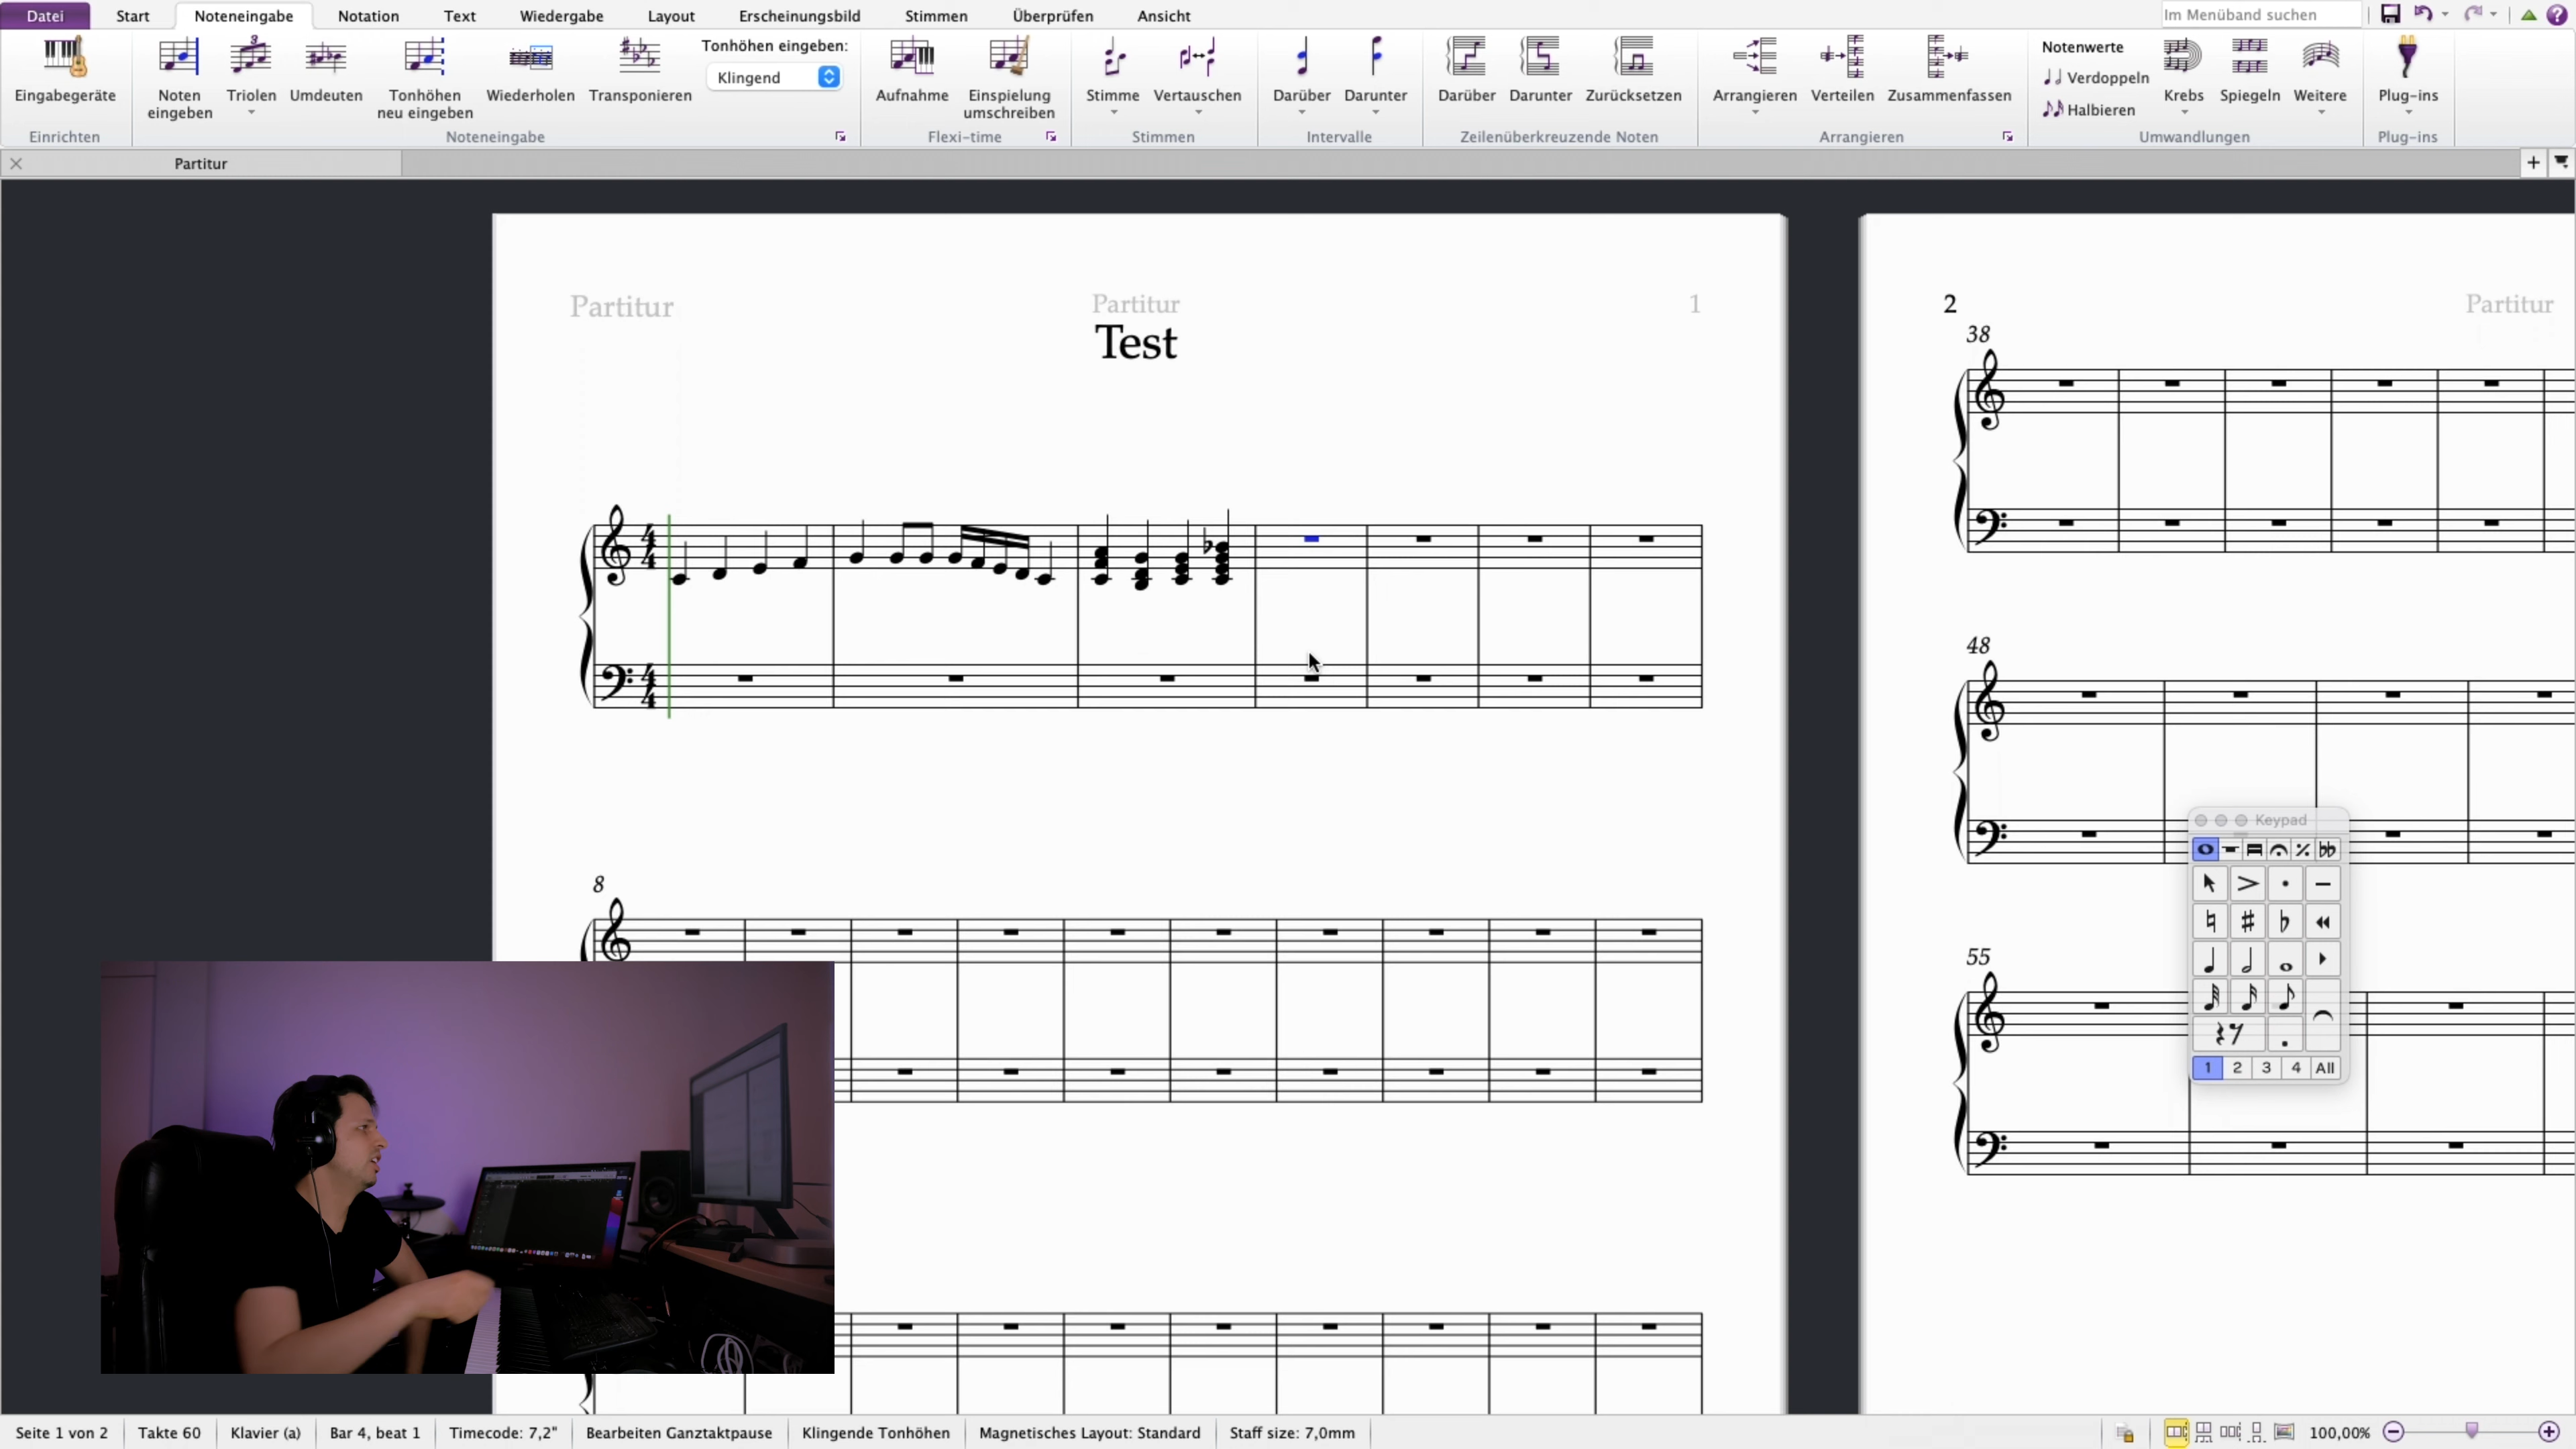 Datei Start Noteneingabe Notation Text Wiedergabe Layout Erscheinungsbild Stimmen Überprüfen Ansicht Im Menüband suchen
Eingabegeräte
Einrichten
Noten eingeben
Triolen
Umdeuten
Tonhöhen neu eingeben
Wiederholen
Transponieren
Tonhöhen eingeben:
Klingend
Noteneingabe
Aufnahme
Einspielung umschreiben
Flexi-time
Stimme
Vertauschen
Stimmen
Darüber
Darunter
Intervalle
Darüber
Darunter
Zurücksetzen
Zeilenüberkreuzende Noten
Arrangieren
Verteilen
Zusammenfassen
Arrangieren
Notenwerte
Verdoppeln
Halbieren
Krebs
Spiegeln
Weitere
Umwandlungen
Plug-ins
Plug-ins
Partitur
Partitur
Partitur
1
Test
8
2
Partitur
38
48
55
Keypad
1 2 3 4 All
Seite 1 von 2 Takte 60 Klavier (a) Bar 4, beat 1 Timecode: 7,2" Bearbeiten Ganztaktpause Klingende Tonhöhen Magnetisches Layout: Standard Staff size: 7,0mm 100,00%